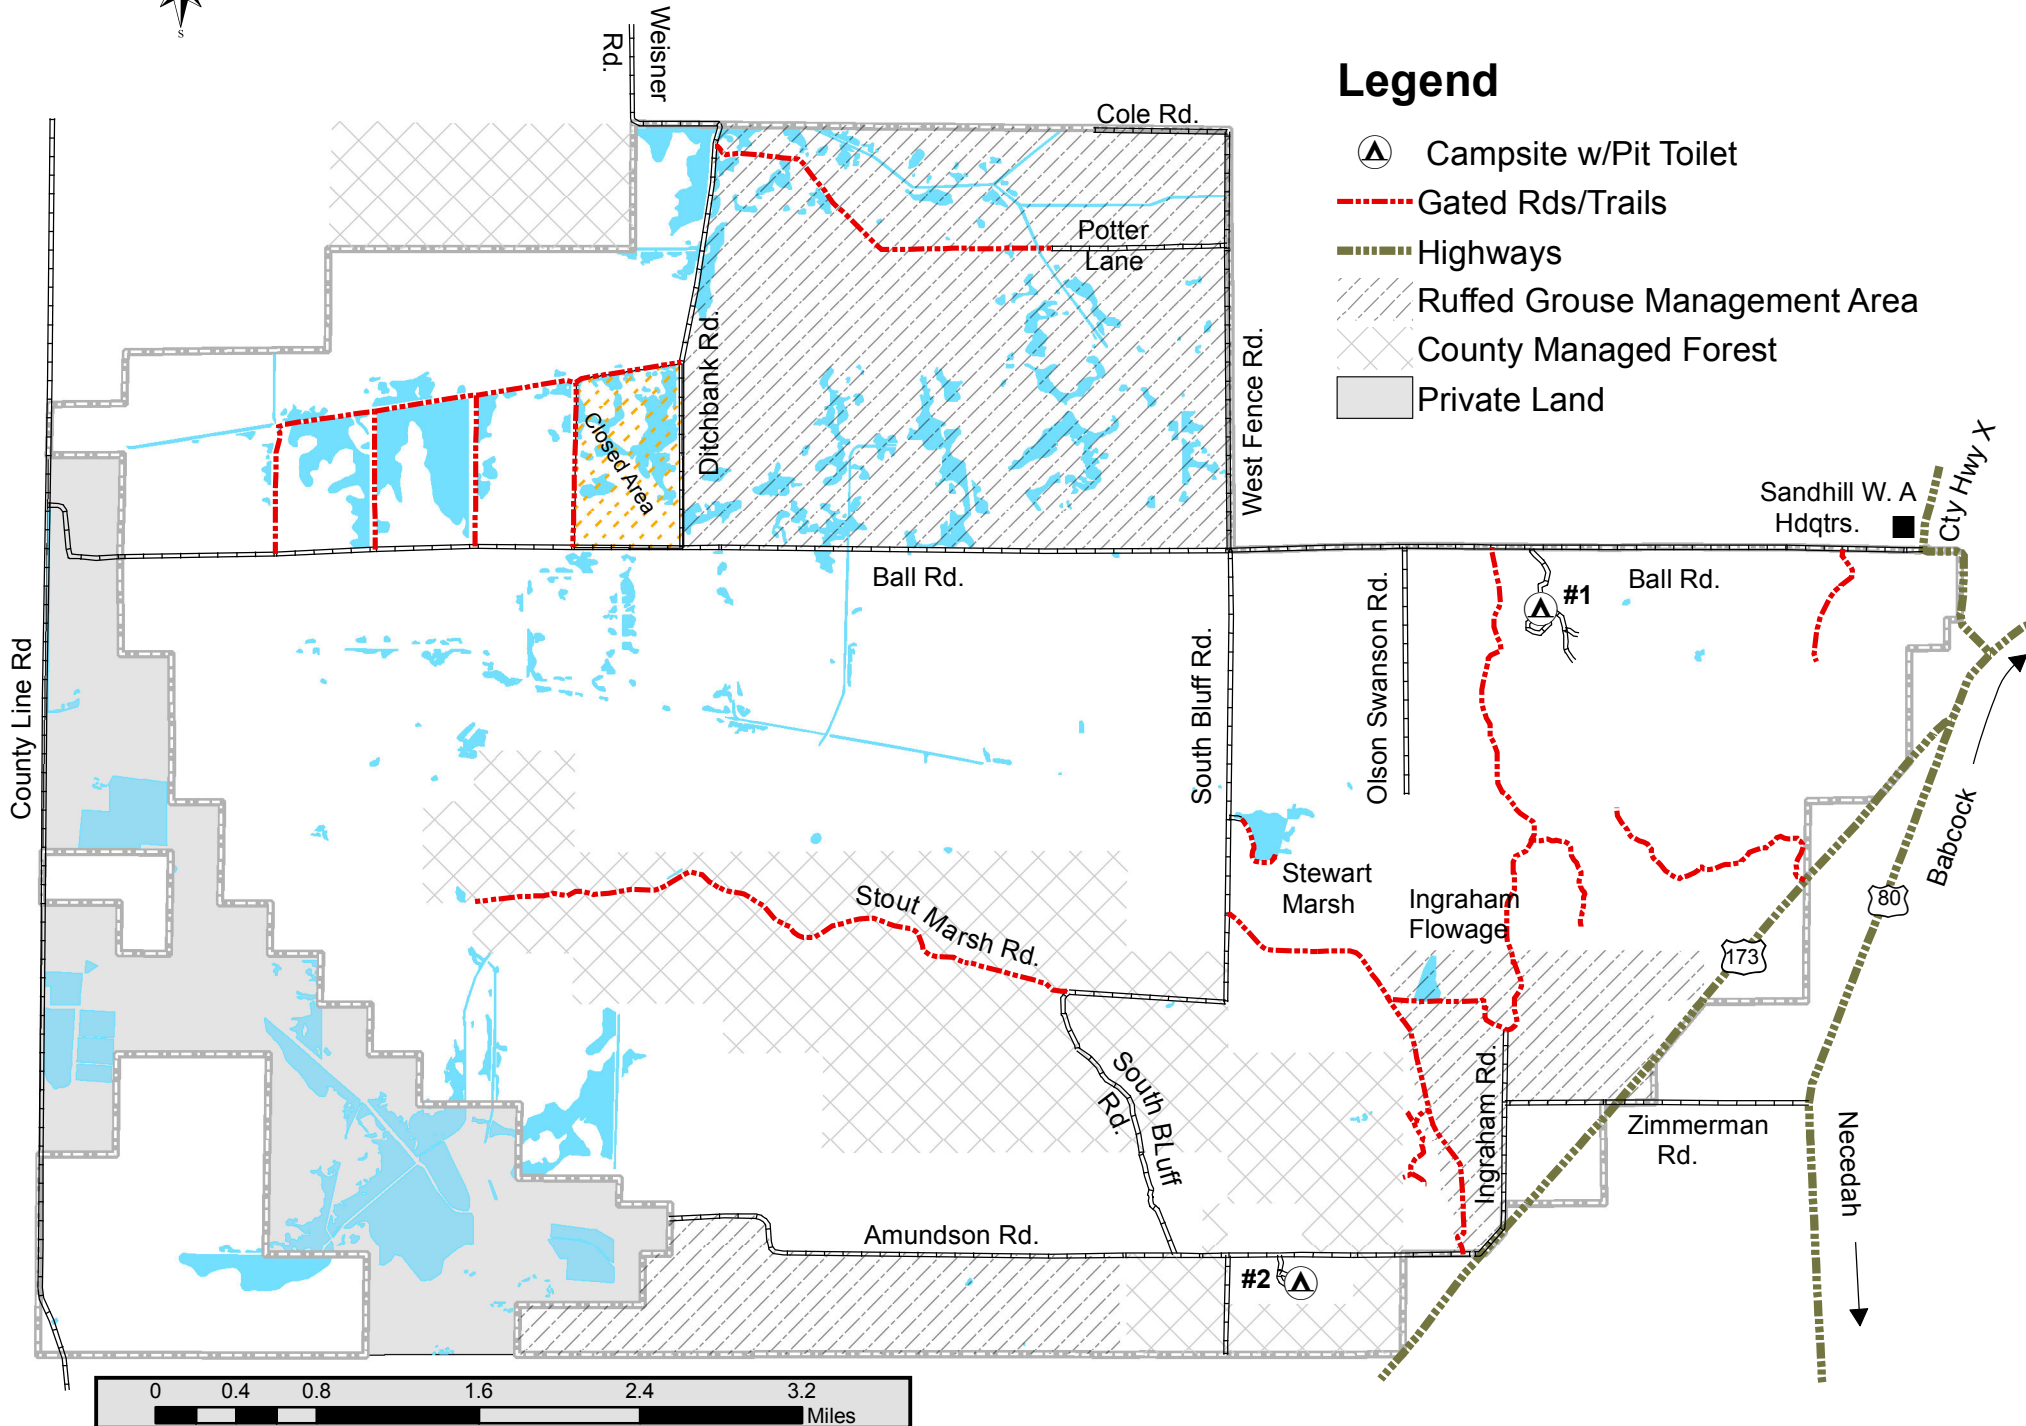 S
Weisner
Rd.
Cole Rd.
Legend
Campsite w/Pit Toilet
Gated Rds/Trails
Highways
Ruffed Grouse Management Area
County Managed Forest
Private Land
Potter
Lane
Ditchbank Rd.
West Fence Rd.
Closed Area
Sandhill W. A
Hdqtrs.
Cty Hwy X
Ball Rd.
Ball Rd.
#1
County Line Rd
South Bluff Rd.
Olson Swanson Rd.
Stewart
Marsh
Ingraham
Flowage
Stout Marsh Rd.
Babcock
80
173
South BLuff
Rd.
Ingraham Rd.
Zimmerman
Rd.
Necedah
Amundson Rd.
#2
0 0.4 0.8 1.6 2.4 3.2
Miles